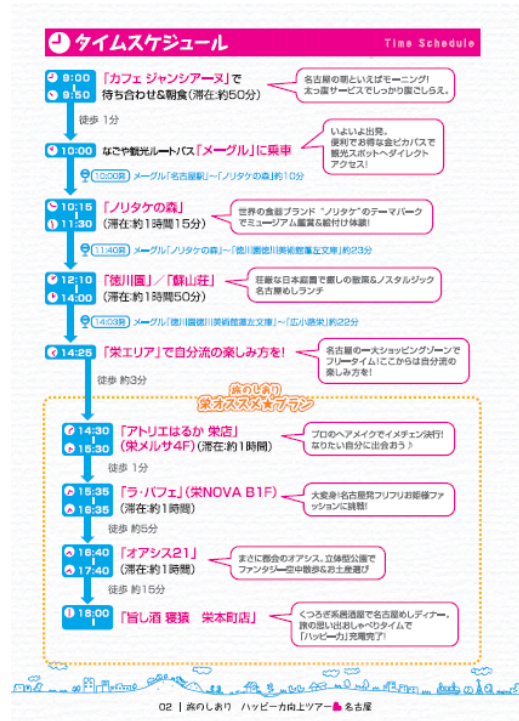 タイムスケジュール
Time Schedule
9:00
9:50
「カフェ ジャンシアーヌ」で
待ち合わせ&朝食(滞在:約50分)
名古屋の朝といえばモーニング!
太っ腹サービスでしっかり腹ごしらえ。
徒歩 1分
10:00
なごや観光ルートバス「メーグル」に乗車
いよいよ出発。
便利でお得な金ピカバスで
観光スポットへダイレクト
アクセス!
10:00発 メーグル「名古屋駅」~「ノリタケの森」約10分
10:15
11:30
「ノリタケの森」
(滞在:約1時間15分)
世界の食器ブランド “ノリタケ”のテーマパーク
でミュージアム鑑賞&絵付け体験!
11:40発 メーグル「ノリタケの森」~「徳川園徳川美術館蓬左文庫」約23分
12:10
14:00
「徳川園」/「蘇山荘」
(滞在:約1時間50分)
荘厳な日本庭園で癒しの散策&ノスタルジック
名古屋めしランチ
14:03発 メーグル「徳川園徳川美術館蓬左文庫」~「広小路栄」約22分
14:25
「栄エリア」で自分流の楽しみ方を!
名古屋の一大ショッピングゾーンで
フリータイム!ここからは自分流の
楽しみ方を!
徒歩 約3分
旅のしおり
栄オススメ★プラン
14:30
15:30
「アトリエはるか 栄店」
(栄メルサ4F)(滞在:約1時間)
プロのヘアメイクでイメチェン決行!
なりたい自分に出会おう♪
徒歩 1分
15:35
16:35
「ラ・パフェ」(栄NOVA B1F)
(滞在:約1時間)
大変身!名古屋発フリフリお姫様ファ
ッションに挑戦!
徒歩 約5分
16:40
17:40
「オアシス21」
(滞在:約1時間)
まさに都会のオアシス。立体型公園で
ファンタジー空中散歩&お土産選び
徒歩 約15分
18:00
「旨し酒 寝猿 栄本町店」
くつろぎ系居酒屋で名古屋めしディナー。
旅の思い出おしゃべりタイムで
「ハッピー力」充電完了!
02 | 旅のしおり ハッピー力向上ツアー 名古屋